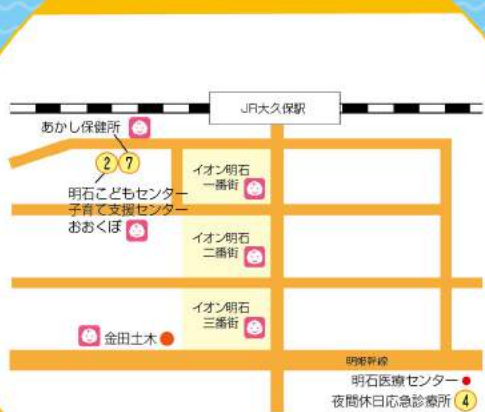 JR大久保駅
あかし保健所
2 7
明石こどもセンター
子育て支援センター
おおくぼ
イオン明石
一番街
イオン明石
二番街
イオン明石
三番街
金田土木
明姫幹線
明石医療センター
夜間休日応急診療所 4